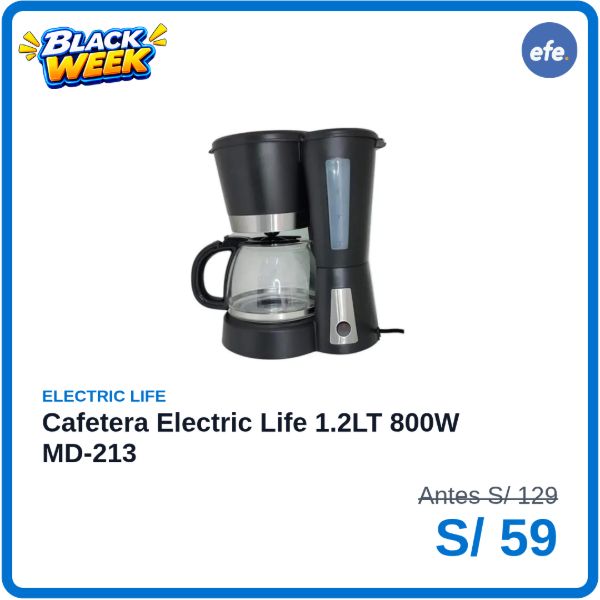 BLACK
WEEK
efe.
ELECTRIC LIFE
Cafetera Electric Life 1.2LT 800W
MD-213
Antes S/ 129
S/ 59